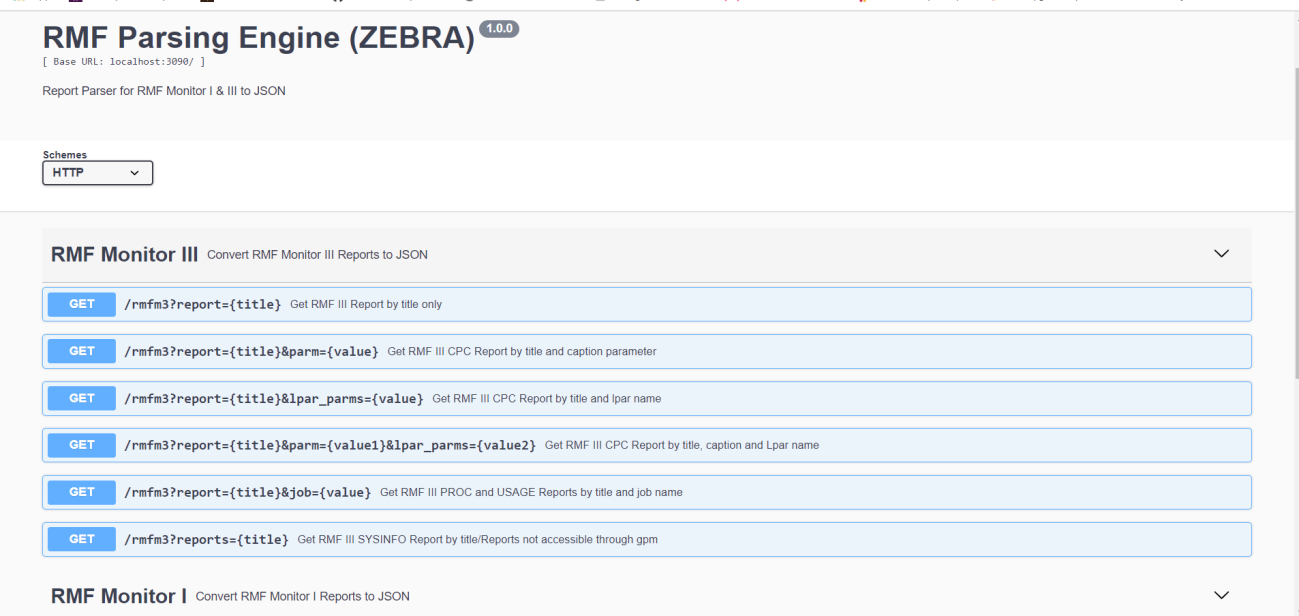 RMF Parsing Engine (ZEBRA) 1.0.0
[ Base URL: localhost:3090/ ]
Report Parser for RMF Monitor I & III to JSON
Schemes
HTTP
RMF Monitor III Convert RMF Monitor III Reports to JSON
GET /rmfm3?report={title} Get RMF III Report by title only
GET /rmfm3?report={title}&parm={value} Get RMF III CPC Report by title and caption parameter
GET /rmfm3?report={title}&lpar_parms={value} Get RMF III CPC Report by title and lpar name
GET /rmfm3?report={title}&parm={value1}&lpar_parms={value2} Get RMF III CPC Report by title, caption and Lpar name
GET /rmfm3?report={title}&job={value} Get RMF III PROC and USAGE Reports by title and job name
GET /rmfm3?reports={title} Get RMF III SYSINFO Report by title/Reports not accessible through gpm
RMF Monitor I Convert RMF Monitor I Reports to JSON